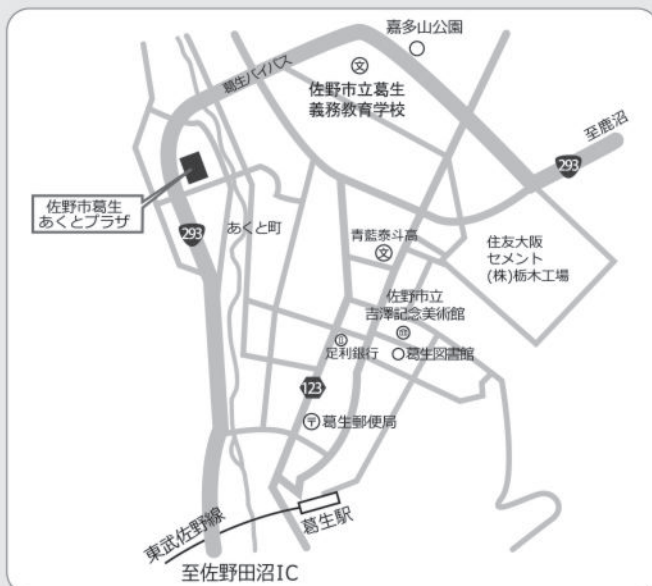 嘉多山公園
葛生バイパス
文
佐野市立葛生
義務教育学校
至鹿沼
293
佐野市葛生
あくとプラザ
293
あくと町
青藍泰斗高
文
住友大阪
セメント
(株)栃木工場
佐野市立
吉澤記念美術館
足利銀行
葛生図書館
123
〒葛生郵便局
東武佐野線
葛生駅
至佐野田沼IC